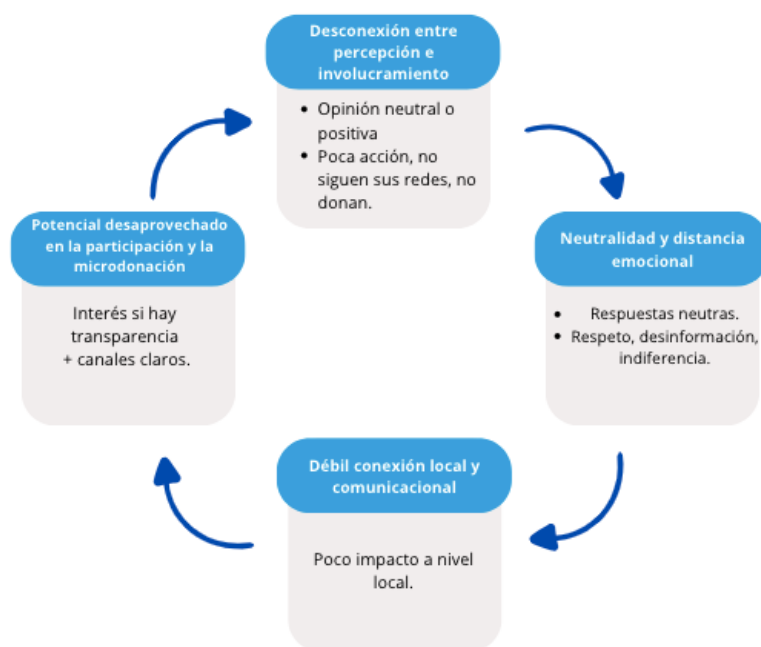 Desconexión entre
percepción e
involucramiento
• Opinión neutral o
positiva
• Poca acción, no
siguen sus redes, no
donan.
Neutralidad y distancia
emocional
• Respuestas neutras.
• Respeto, desinformación,
indiferencia.
Débil conexión local y
comunicacional
Poco impacto a nivel
local.
Potencial desaprovechado
en la participación y la
microdonación
Interés si hay
transparencia
+ canales claros.